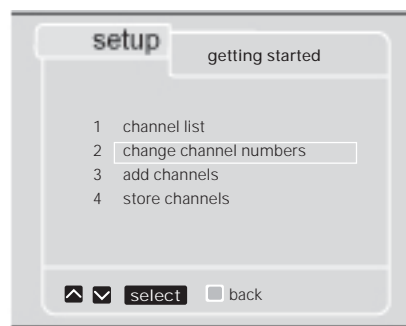 setup
getting started
1 channel list
2 change channel numbers
3 add channels
4 store channels
select back